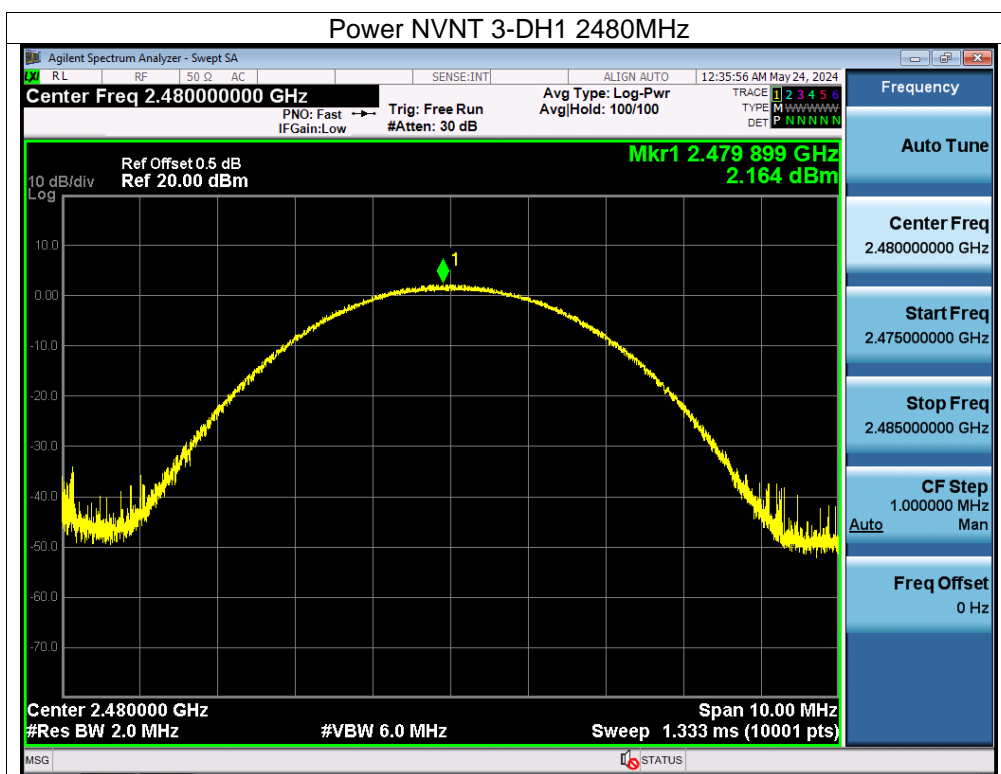 Power NVNT 3-DH1 2480MHz
Agilent Spectrum Analyzer - Swept SA
LXI RL RF 50 Ω AC SENSE:INT ALIGN AUTO 12:35:56 AM May 24, 2024
Center Freq 2.480000000 GHz
PNO: Fast
IFGain:Low
Trig: Free Run
#Atten: 30 dB
Avg Type: Log-Pwr
Avg|Hold: 100/100
TRACE 1 2 3 4 5 6
TYPE M W W W W W
DET P N N N N N
Ref Offset 0.5 dB
Ref 20.00 dBm
10 dB/div
Log
Mkr1 2.479 899 GHz
2.164 dBm
1
10.0
0.00
-10.0
-20.0
-30.0
-40.0
-50.0
-60.0
-70.0
Center 2.480000 GHz
Span 10.00 MHz
#Res BW 2.0 MHz
#VBW 6.0 MHz
Sweep 1.333 ms (10001 pts)
MSG
STATUS
Frequency
Auto Tune
Center Freq
2.480000000 GHz
Start Freq
2.475000000 GHz
Stop Freq
2.485000000 GHz
CF Step
1.000000 MHz
Auto Man
Freq Offset
0 Hz